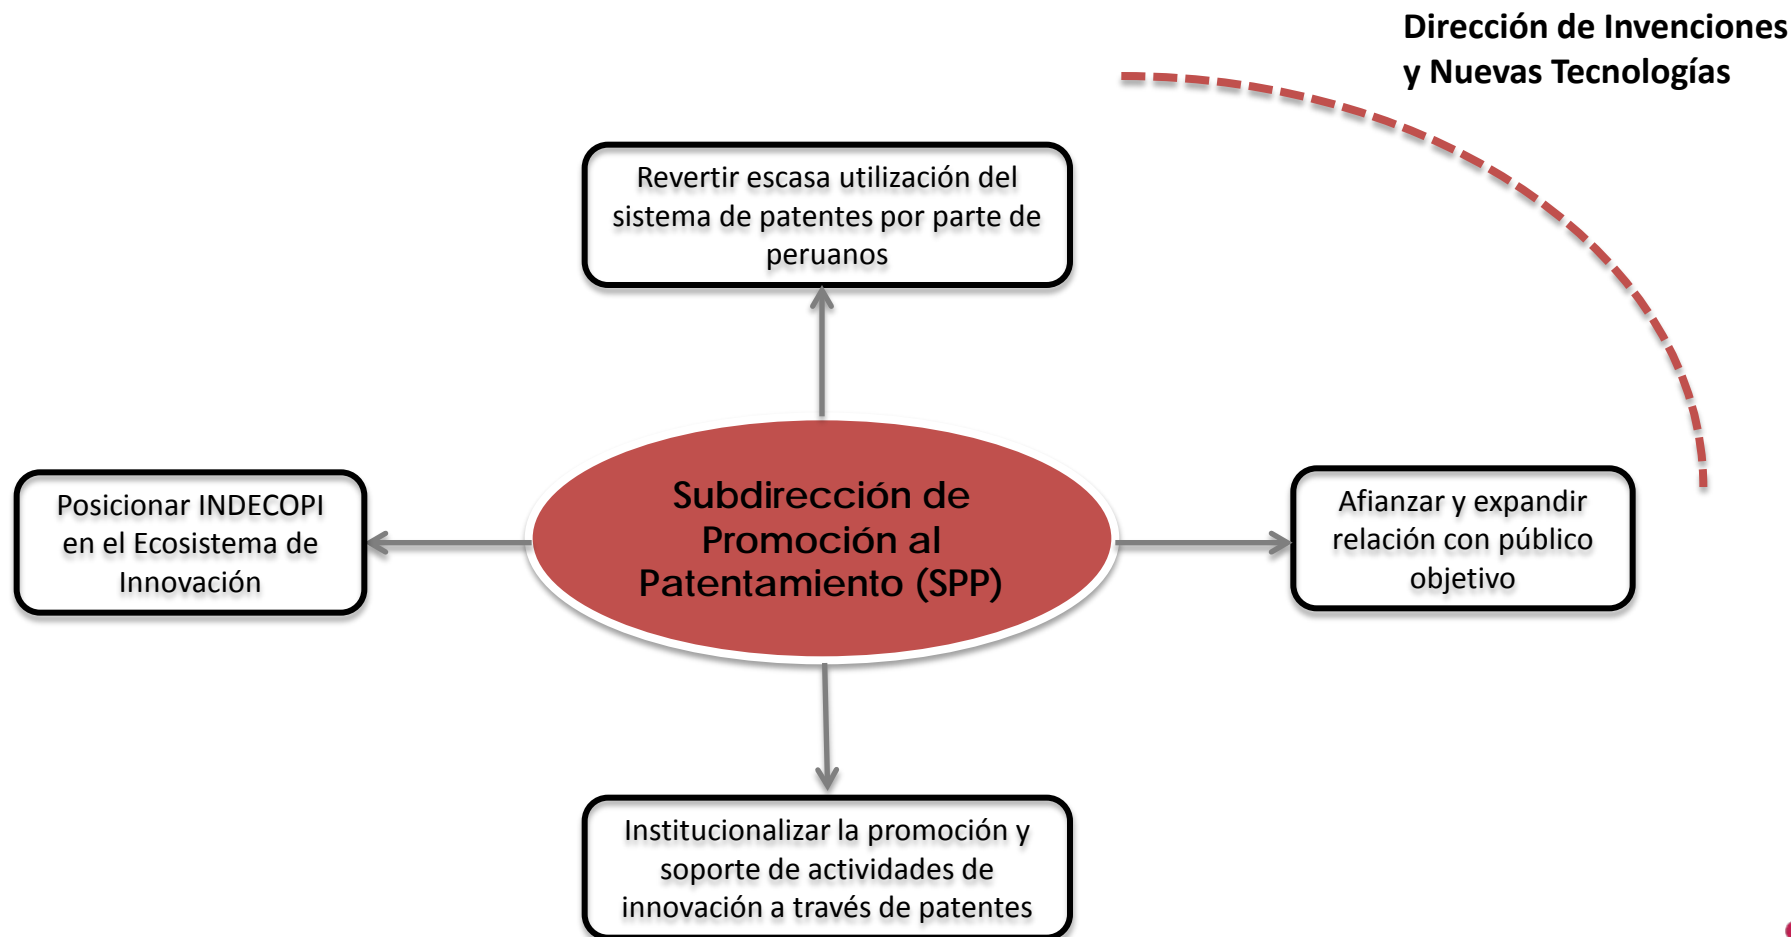 Dirección de Invenciones
y Nuevas Tecnologías
Revertir escasa utilización del
sistema de patentes por parte de
peruanos
Posicionar INDECOPI
en el Ecosistema de
Innovación
Subdirección de
Promoción al
Patentamiento (SPP)
Afianzar y expandir
relación con público
objetivo
Institucionalizar la promoción y
soporte de actividades de
innovación a través de patentes